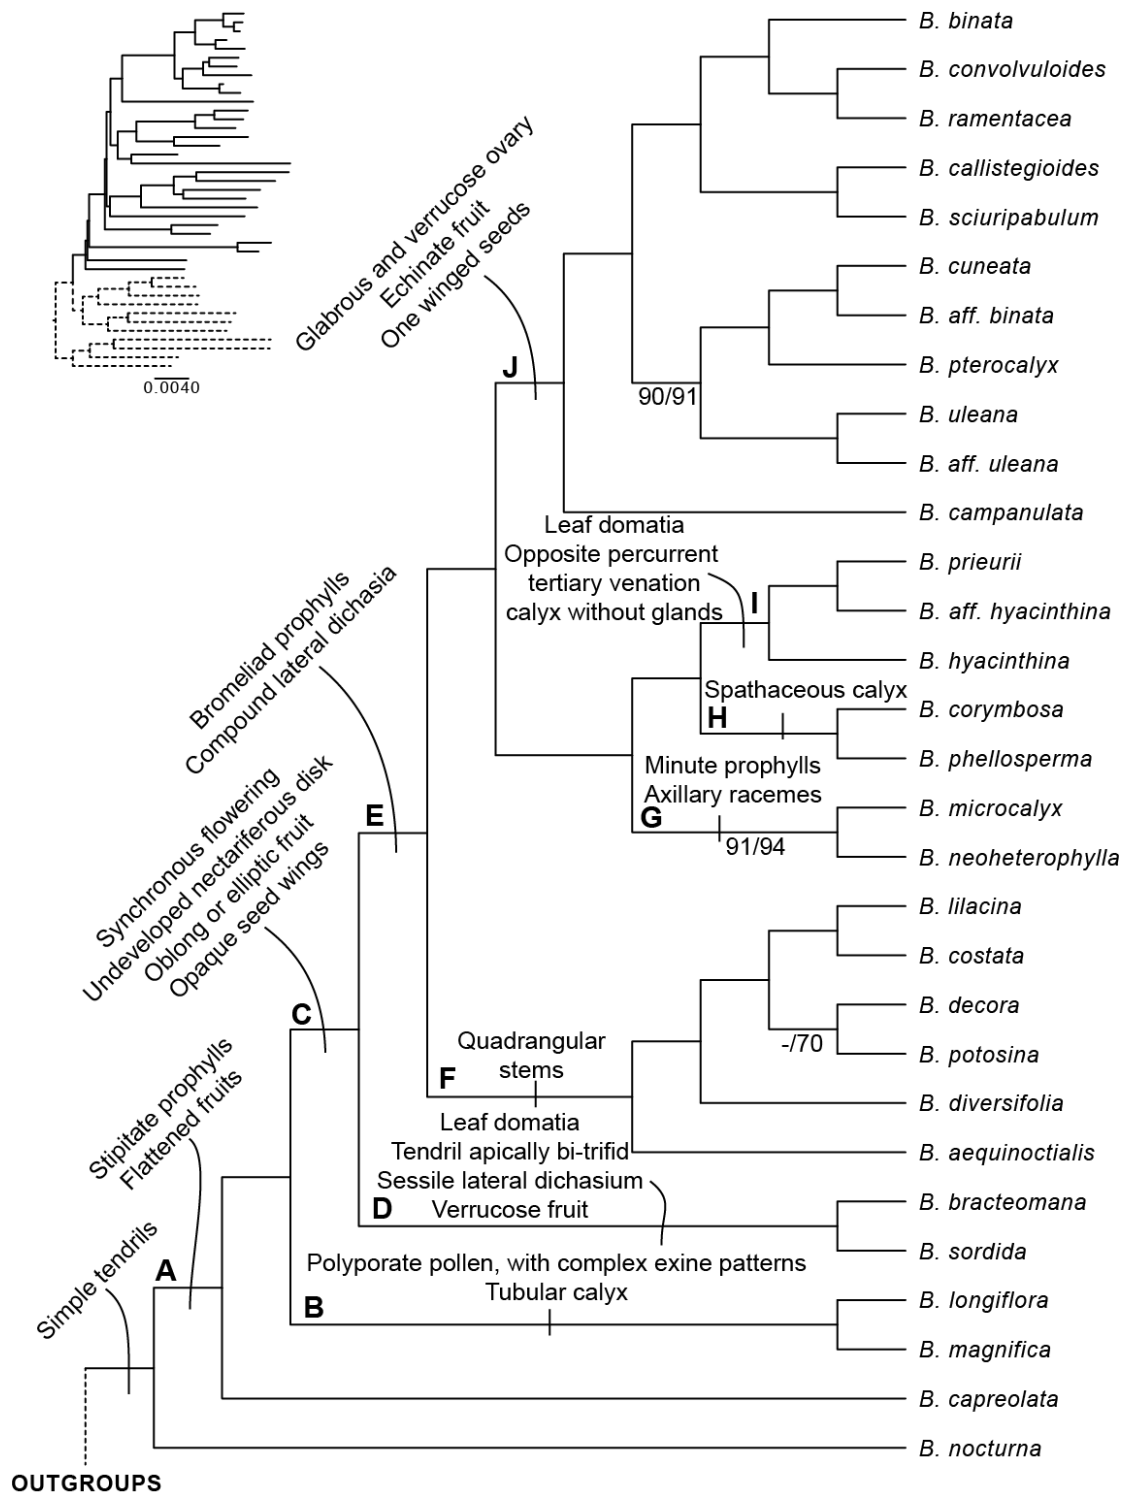 B. binata
B. convolvuloides
B. ramentacea
B. callistegioides
B. sciuripabulum
B. cuneata
B. aff. binata
B. pterocalyx
B. uleana
B. aff. uleana
B. campanulata
B. prieurii
B. aff. hyacinthina
B. hyacinthina
B. corymbosa
B. phellosperma
B. microcalyx
B. neoheterophylla
B. lilacina
B. costata
B. decora
B. potosina
B. diversifolia
B. aequinoctialis
B. bracteomana
B. sordida
B. longiflora
B. magnifica
B. capreolata
B. nocturna
0.0040
Glabrous and verrucose ovary
Echinate fruit
One winged seeds
J
90/91
Leaf domatia
Opposite percurrent
tertiary venation
calyx without glands
I
Spathaceous calyx
H
Minute prophylls
Axillary racemes
G
91/94
Bromeliad prophylls
Compound lateral dichasia
E
Synchronous flowering
Undeveloped nectariferous disk
Oblong or elliptic fruit
Opaque seed wings
C
Quadrangular
stems
F
-/70
Leaf domatia
Tendril apically bi-trifid
Sessile lateral dichasium
Verrucose fruit
D
Polyporate pollen, with complex exine patterns
Tubular calyx
B
Stipitate prophylls
Flattened fruits
A
Simple tendrils
OUTGROUPS